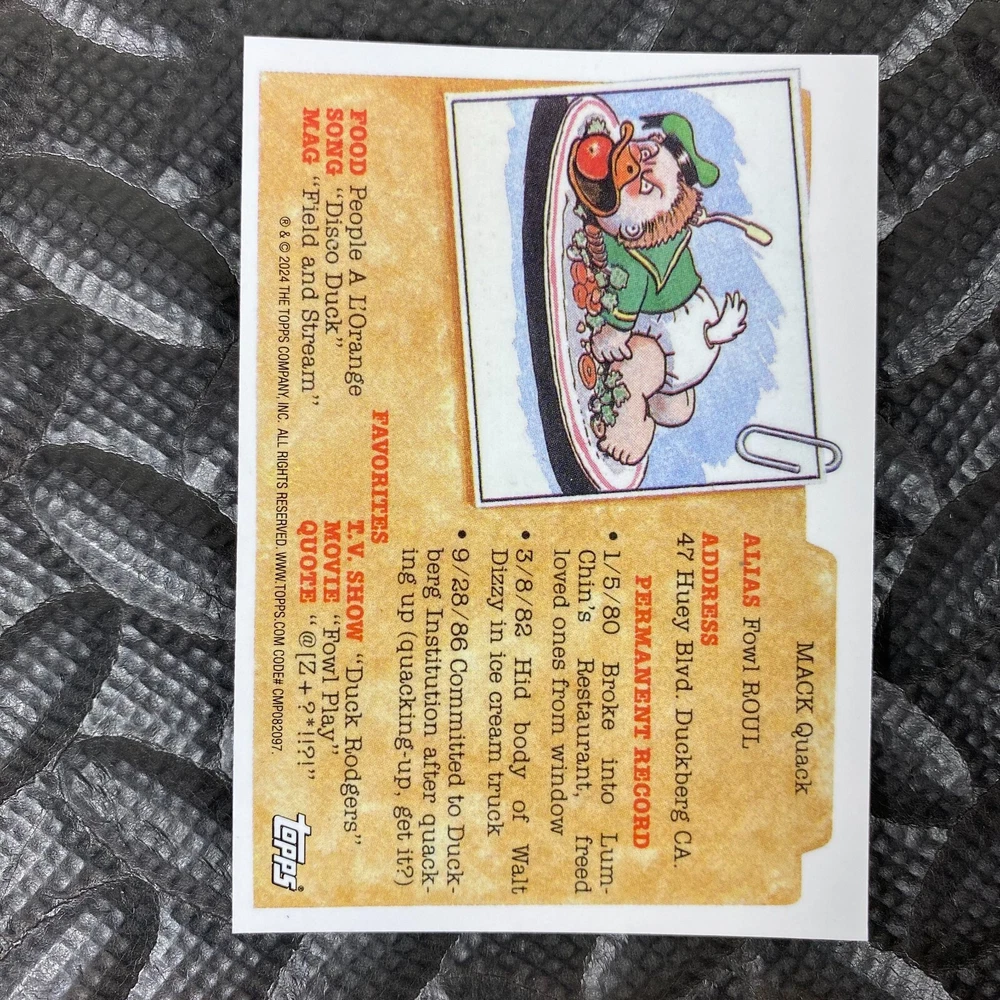 MACK Quack
ALIAS Fowl ROUL
ADDRESS
47 Huey Blvd. Duckberg CA.
PERMANENT RECORD
• 1/5/80 Broke into Lum-
Chin's Restaurant, freed
loved ones from window
• 3/8/82 Hid body of Walt
Dizzy in ice cream truck
• 9/28/86 Committed to Duck-
berg Institution after quack-
ing up (quacking-up, get it?)
FAVORITES
FOOD People A L'Orange
SONG "Disco Duck"
MAG "Field and Stream"
T.V. SHOW "Duck Rodgers"
MOVIE "Fowl Play"
QUOTE "@!Z+?*!!?!"
® & © 2024 THE TOPPS COMPANY, INC. ALL RIGHTS RESERVED. WWW.TOPPS.COM CODE# CMP082097.
topps®